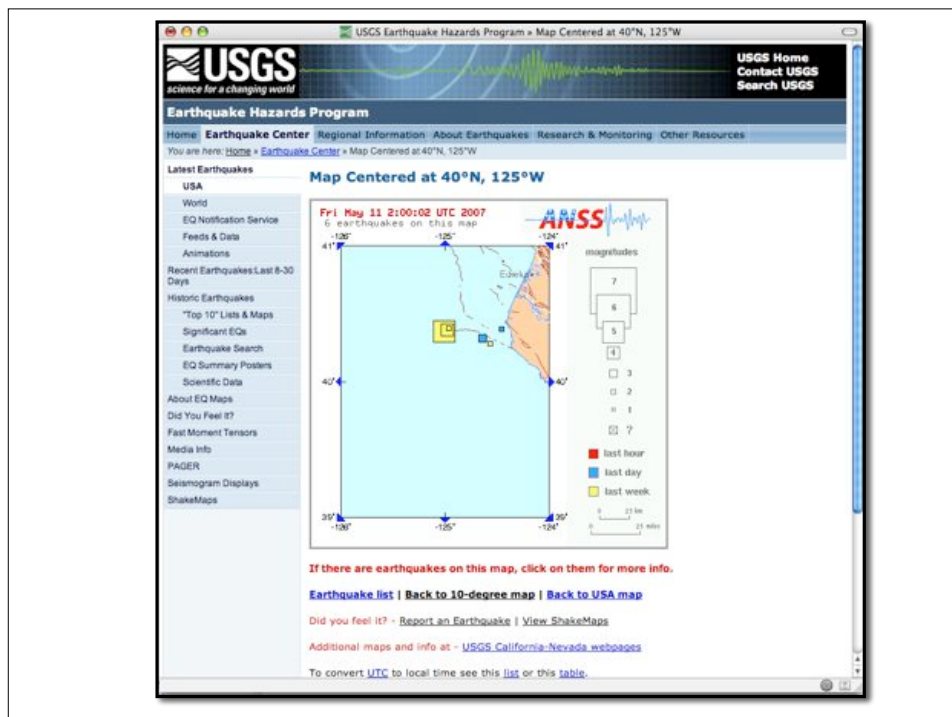 USGS Earthquake Hazards Program » Map Centered at 40°N, 125°W
USGS
science for a changing world
USGS Home
Contact USGS
Search USGS
Earthquake Hazards Program
Home Earthquake Center Regional Information About Earthquakes Research & Monitoring Other Resources
You are here: Home » Earthquake Center » Map Centered at 40°N, 125°W
Latest Earthquakes
USA
World
EQ Notification Service
Feeds & Data
Animations
Recent Earthquakes:Last 8-30
Days
Historic Earthquakes
"Top 10" Lists & Maps
Significant EQs
Earthquake Search
EQ Summary Posters
Scientific Data
About EQ Maps
Did You Feel It?
Fast Moment Tensors
Media Info
PAGER
Seismogram Displays
ShakeMaps
Map Centered at 40°N, 125°W
Fri May 11 2:00:02 UTC 2007
6 earthquakes on this map
ANSS
-126° -125° -124°
41° 41°
Eureka
40° 40°
39° 39°
-126° -125° -124°
magnitudes
7
6
5
4
3
2
1
?
last hour
last day
last week
0 21 km
0 21 miles
If there are earthquakes on this map, click on them for more info.
Earthquake list | Back to 10-degree map | Back to USA map
Did you feel it? - Report an Earthquake | View ShakeMaps
Additional maps and info at - USGS California-Nevada webpages
To convert UTC to local time see this list or this table.